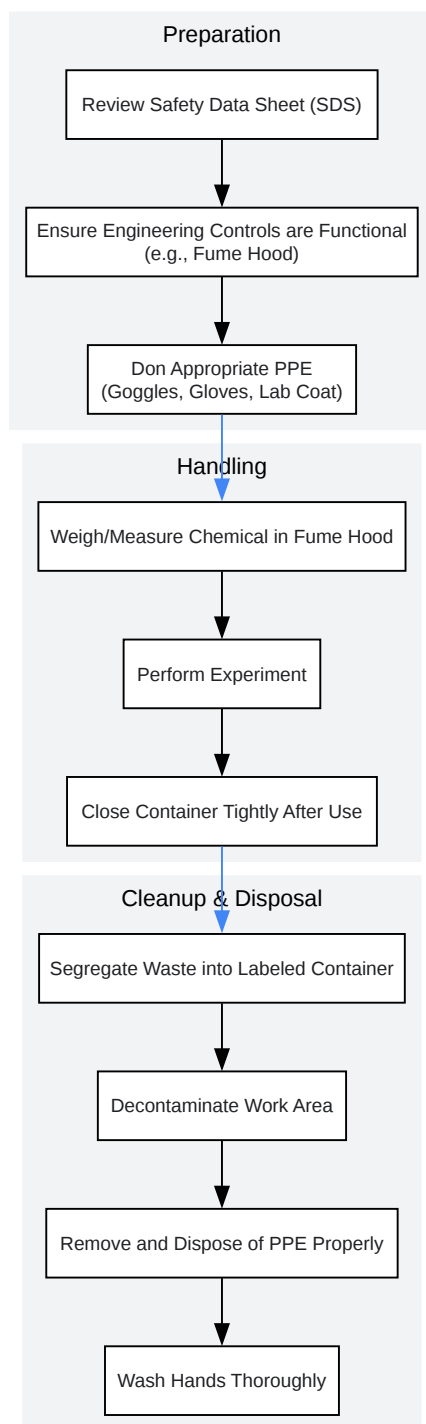 Preparation
Review Safety Data Sheet (SDS)
Ensure Engineering Controls are Functional
(e.g., Fume Hood)
Don Appropriate PPE
(Goggles, Gloves, Lab Coat)
Handling
Weigh/Measure Chemical in Fume Hood
Perform Experiment
Close Container Tightly After Use
Cleanup & Disposal
Segregate Waste into Labeled Container
Decontaminate Work Area
Remove and Dispose of PPE Properly
Wash Hands Thoroughly